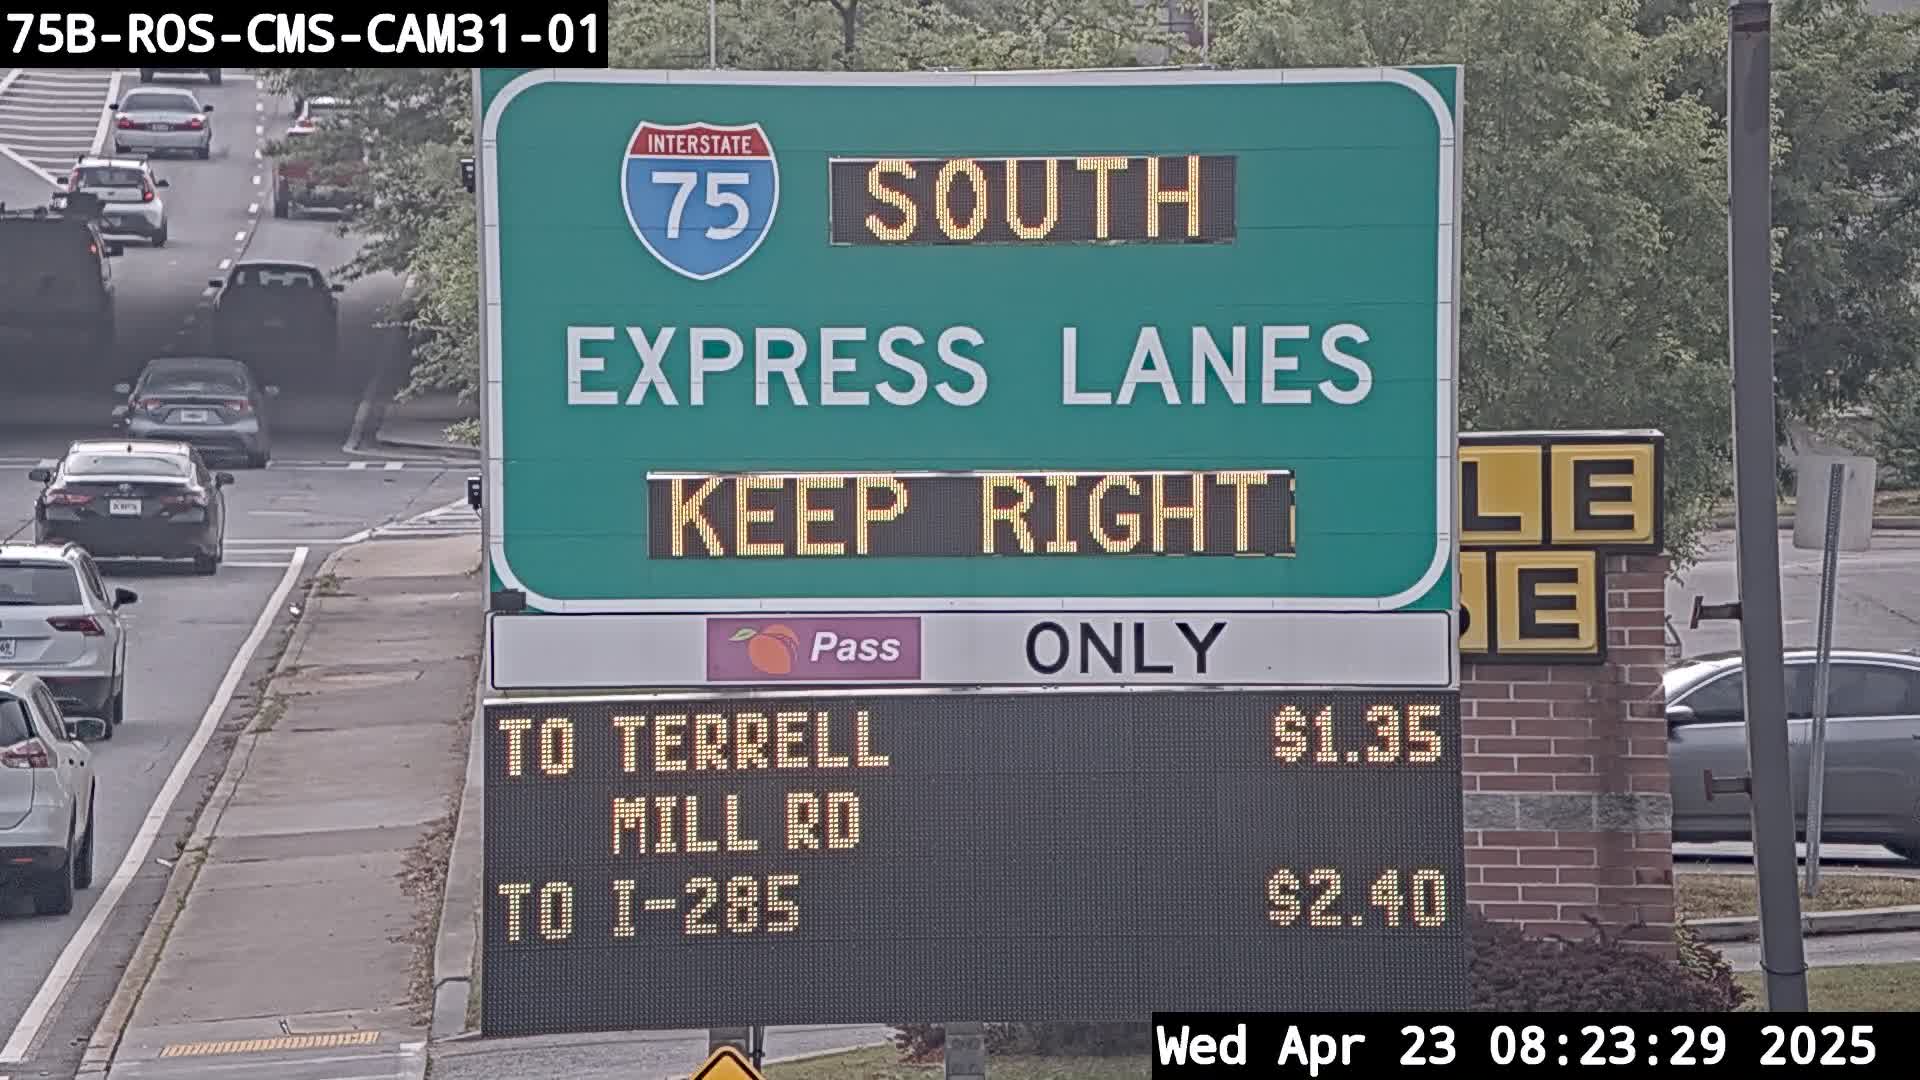 75B-ROS-CMS-CAM31-01
INTERSTATE
75
SOUTH
EXPRESS LANES
KEEP RIGHT
Pass ONLY
TO TERRELL $1.35
MILL RD
TO I-285 $2.40
LE
E
Wed Apr 23 08:23:29 2025